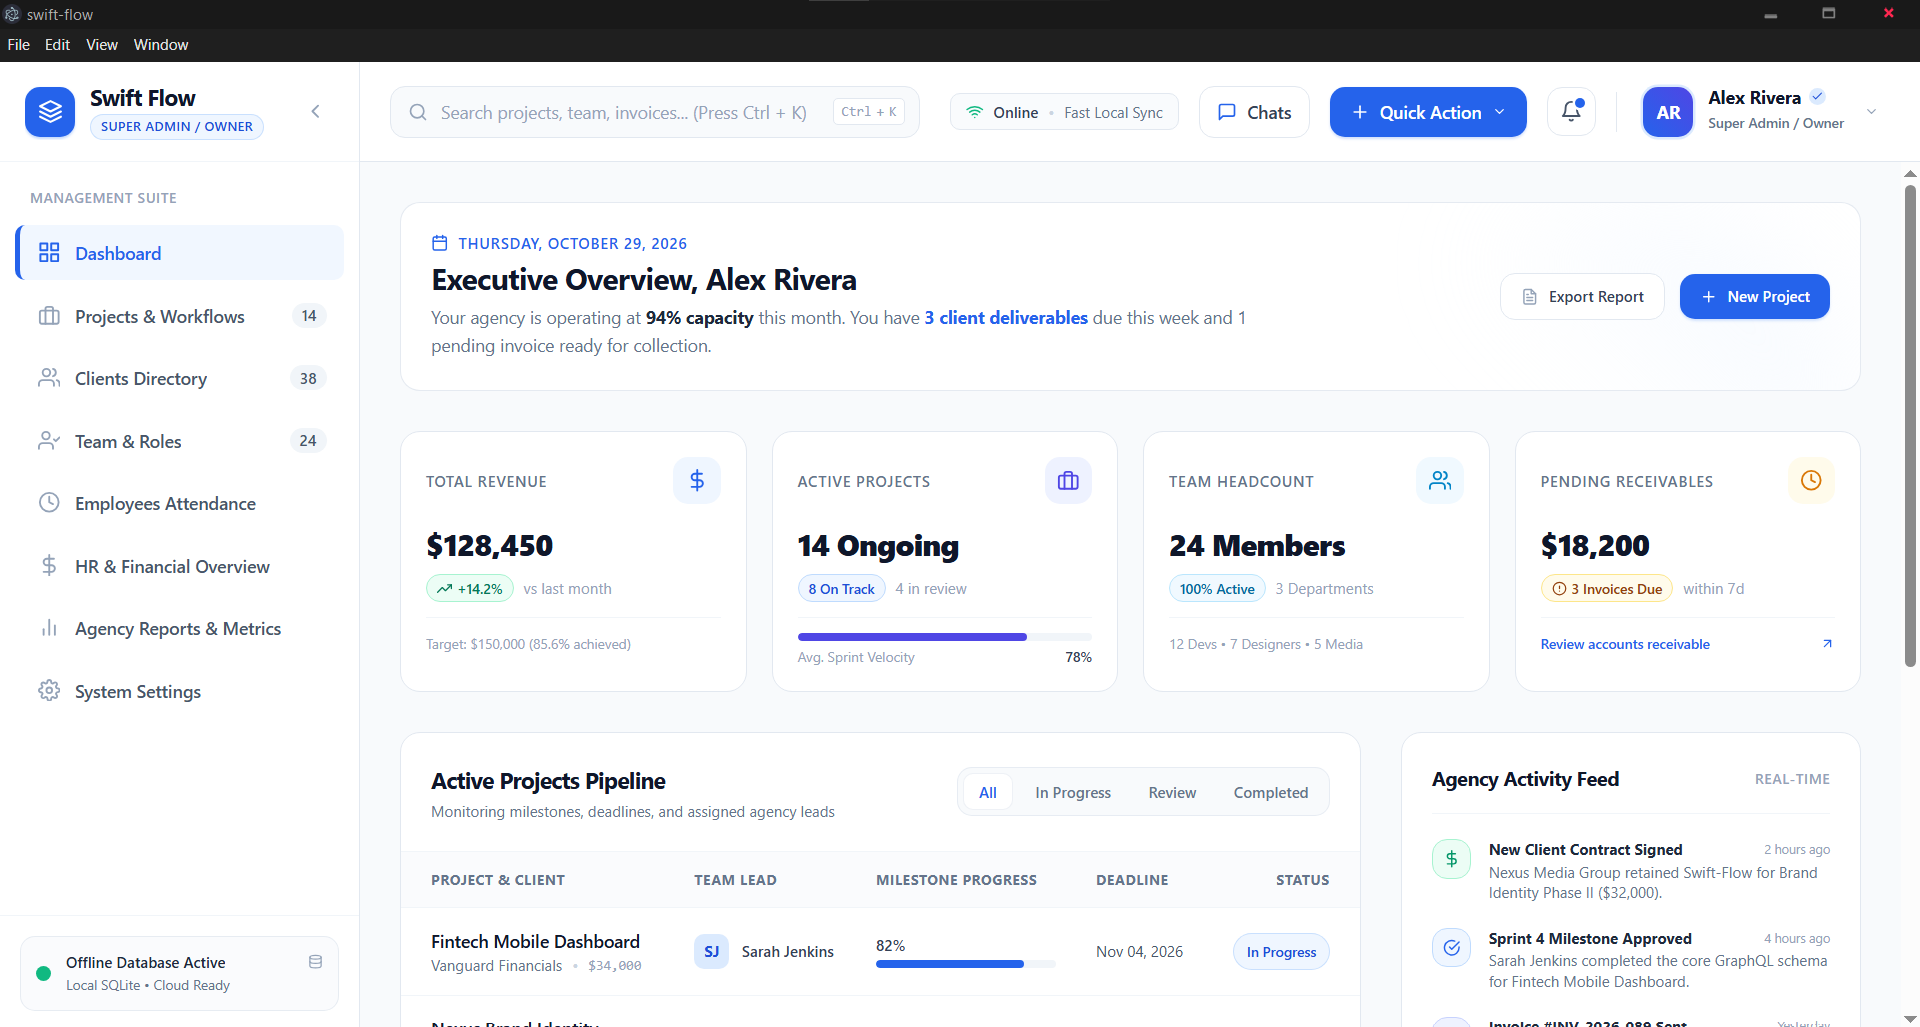 swift-flow
File Edit View Window
Swift Flow
SUPER ADMIN / OWNER
Search projects, team, invoices... (Press Ctrl + K) Ctrl + K
Online • Fast Local Sync
Chats
+ Quick Action
AR
Alex Rivera
Super Admin / Owner
MANAGEMENT SUITE
Dashboard
Projects & Workflows 14
Clients Directory 38
Team & Roles 24
Employees Attendance
HR & Financial Overview
Agency Reports & Metrics
System Settings
Offline Database Active
Local SQLite • Cloud Ready
THURSDAY, OCTOBER 29, 2026
Executive Overview, Alex Rivera
Your agency is operating at 94% capacity this month. You have 3 client deliverables due this week and 1
pending invoice ready for collection.
Export Report
+ New Project
TOTAL REVENUE
$128,450
+14.2% vs last month
Target: $150,000 (85.6% achieved)
ACTIVE PROJECTS
14 Ongoing
8 On Track 4 in review
Avg. Sprint Velocity 78%
TEAM HEADCOUNT
24 Members
100% Active 3 Departments
12 Devs • 7 Designers • 5 Media
PENDING RECEIVABLES
$18,200
3 Invoices Due within 7d
Review accounts receivable
Active Projects Pipeline
Monitoring milestones, deadlines, and assigned agency leads
All In Progress Review Completed
PROJECT & CLIENT TEAM LEAD MILESTONE PROGRESS DEADLINE STATUS
Fintech Mobile Dashboard
Vanguard Financials • $34,000
SJ Sarah Jenkins
82%
Nov 04, 2026
In Progress
Nexus Brand Identity
Agency Activity Feed REAL-TIME
New Client Contract Signed 2 hours ago
Nexus Media Group retained Swift-Flow for Brand
Identity Phase II ($32,000).
Sprint 4 Milestone Approved 4 hours ago
Sarah Jenkins completed the core GraphQL schema
for Fintech Mobile Dashboard.
Invoice #INV-2026-089 Sent Yesterday